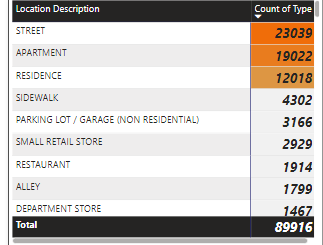 Location Description Count of Type
STREET 23039
APARTMENT 19022
RESIDENCE 12018
SIDEWALK 4302
PARKING LOT / GARAGE (NON RESIDENTIAL) 3166
SMALL RETAIL STORE 2929
RESTAURANT 1914
ALLEY 1799
DEPARTMENT STORE 1467
Total 89916